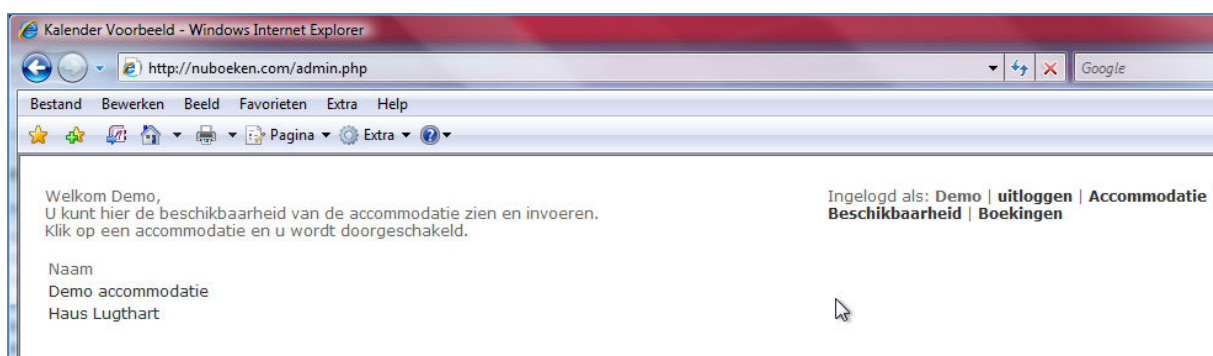 Kalender Voorbeeld - Windows Internet Explorer
http://nuboeken.com/admin.php
Google
Bestand Bewerken Beeld Favorieten Extra Help
Pagina Extra
Welkom Demo,
U kunt hier de beschikbaarheid van de accommodatie zien en invoeren.
Klik op een accommodatie en u wordt doorgeschakeld.
Ingelogd als: Demo | uitloggen | Accommodatie
Beschikbaarheid | Boekingen
Naam
Demo accommodatie
Haus Lugthart